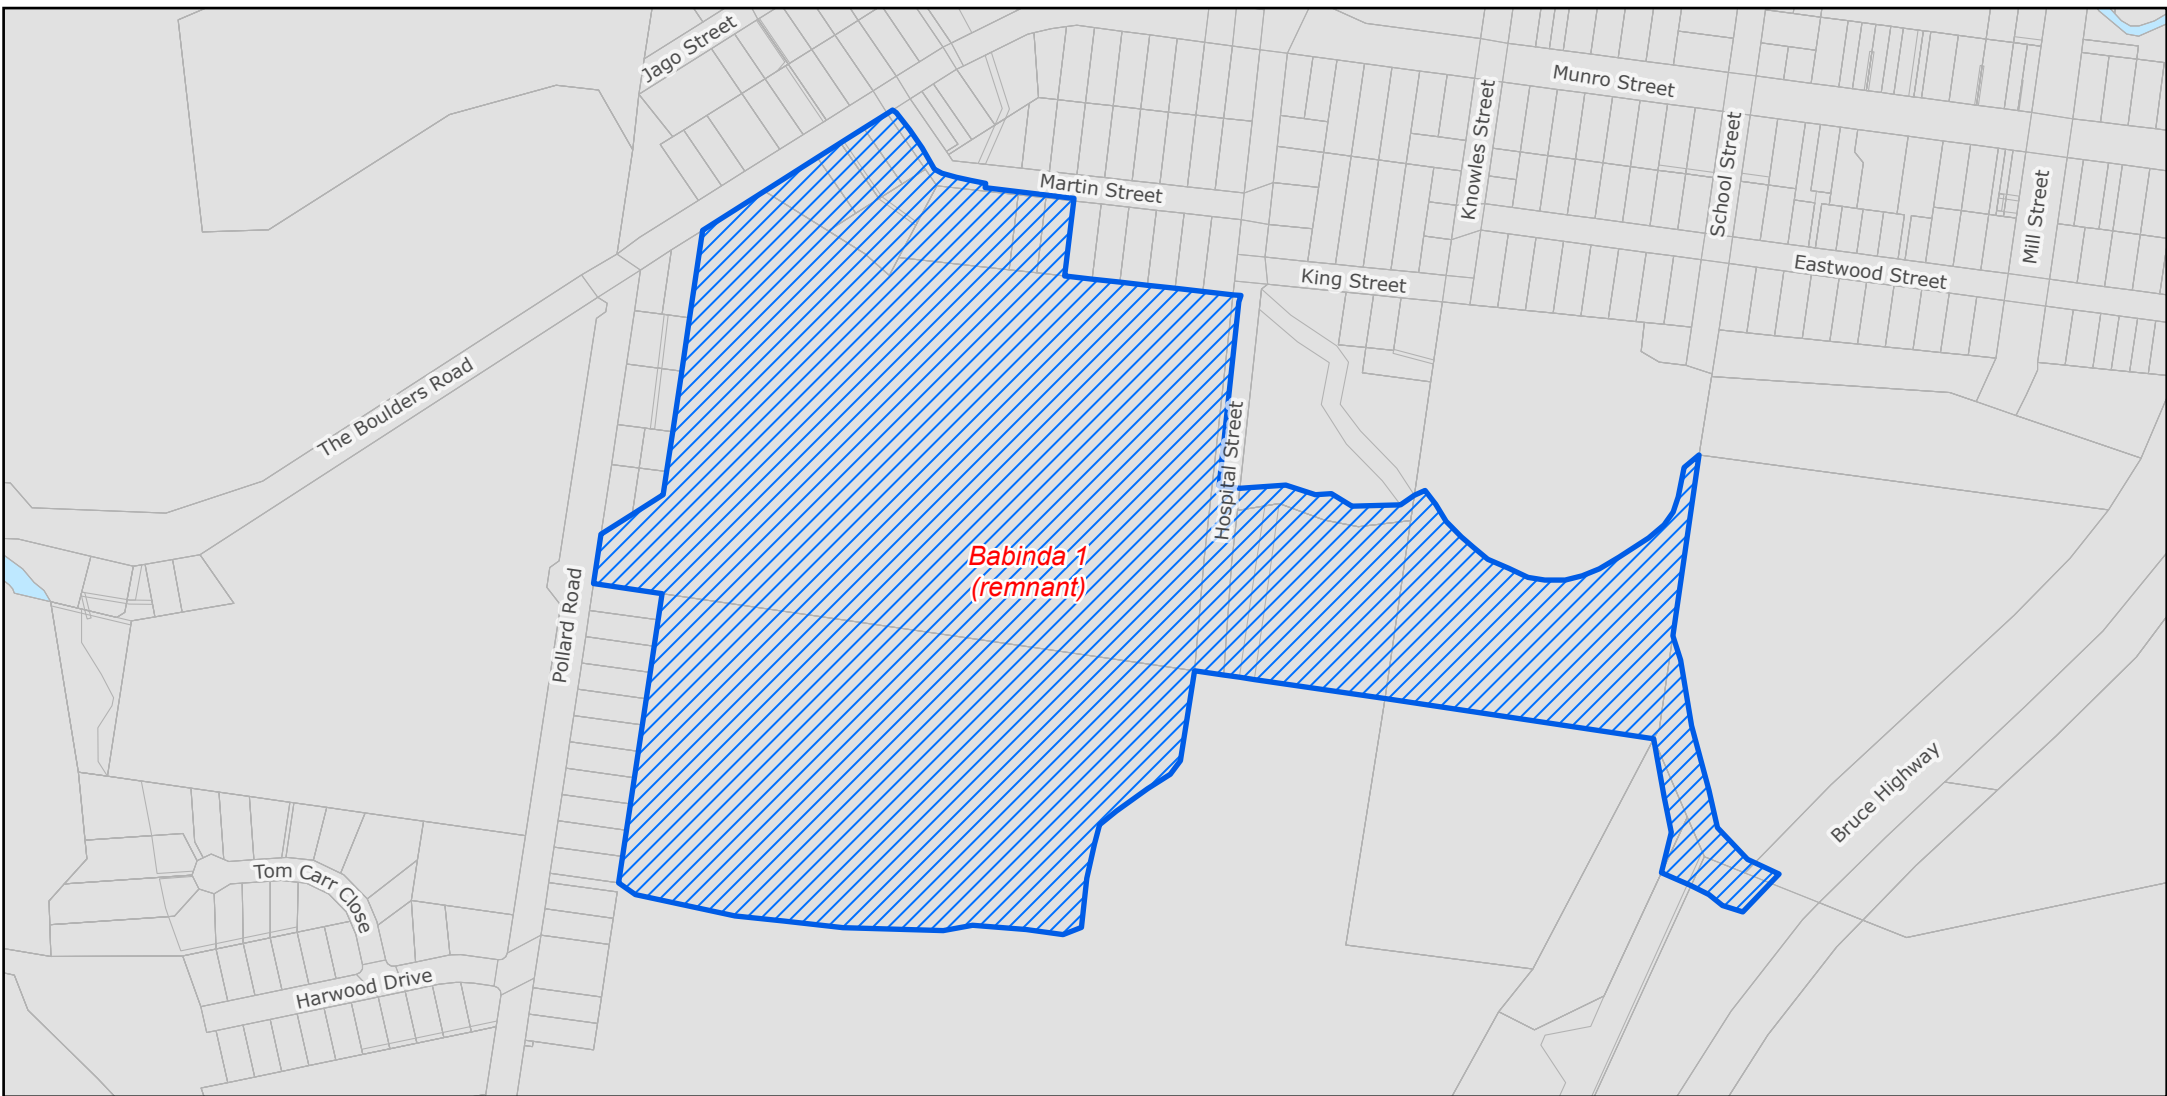 Jago Street
Munro Street
Knowles Street
School Street
Martin Street
Mill Street
King Street
Eastwood Street
The Boulders Road
Hospital Street
Babinda 1
(remnant)
Pollard Road
Bruce Highway
Tom Carr Close
Harwood Drive